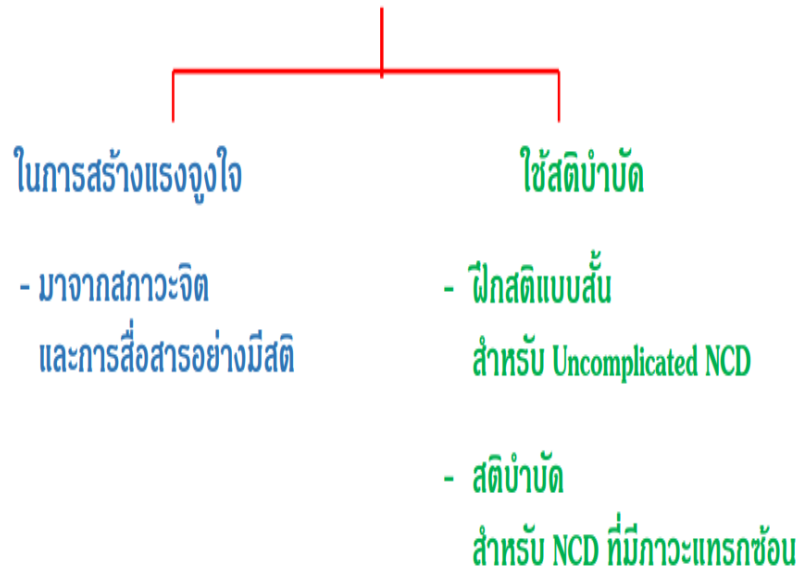 ในการสร้างแรงจูงใจ
- มาจากสภาวะจิต
และการสื่อสารอย่างมีสติ
ใช้สติบำบัด
- ฝึกสติแบบสั้น
สำหรับ Uncomplicated NCD
- สติบำบัด
สำหรับ NCD ที่มีภาวะแทรกซ้อน